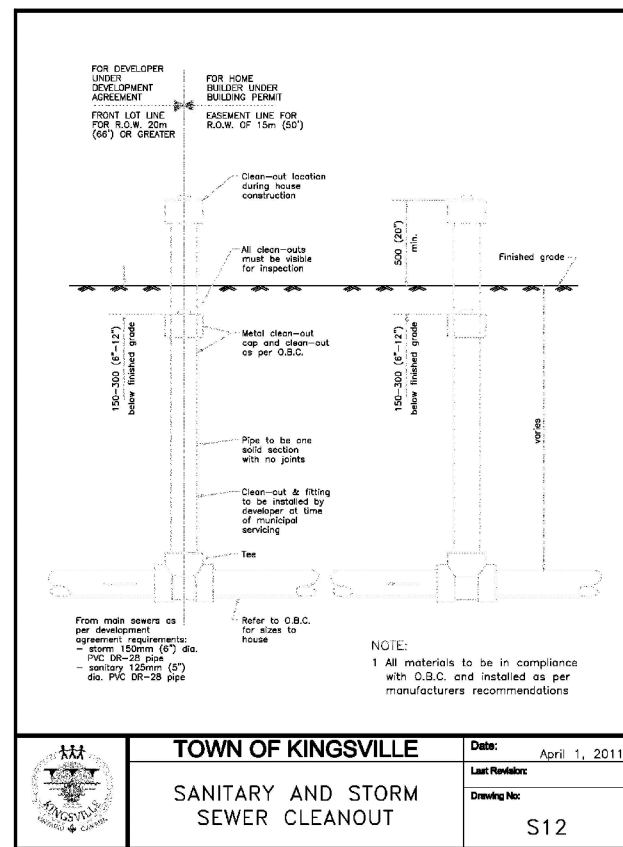 FOR DEVELOPER
UNDER
DEVELOPMENT
AGREEMENT
FOR HOME
BUILDER UNDER
BUILDING PERMIT
FRONT LOT LINE
FOR R.O.W. 20m
(66') OR GREATER
EASEMENT LINE FOR
R.O.W. OF 15m (50')
Clean-out location
during house
construction
500 (20")
min.
All clean-outs
must be visible
for inspection
Finished grade
150-300 (6"-12")
below finished grade
Metal clean-out
cap and clean-out
as per O.B.C.
150-300 (6"-12")
below finished grade
varies
Pipe to be one
solid section
with no joints
Clean-out & fitting
to be installed by
developer at time
of municipal
servicing
Tee
From main sewers as
per development
agreement requirements:
- storm 150mm (6") dia.
PVC DR-28 pipe
- sanitary 125mm (5")
dia. PVC DR-28 pipe
Refer to O.B.C.
for sizes to
house
NOTE:
1 All materials to be in compliance
with O.B.C. and installed as per
manufacturers recommendations
KINGSVILLE
ONTARIO CANADA
TOWN OF KINGSVILLE
SANITARY AND STORM
SEWER CLEANOUT
Date:
April 1, 2011
Last Revision:
Drawing No:
S12